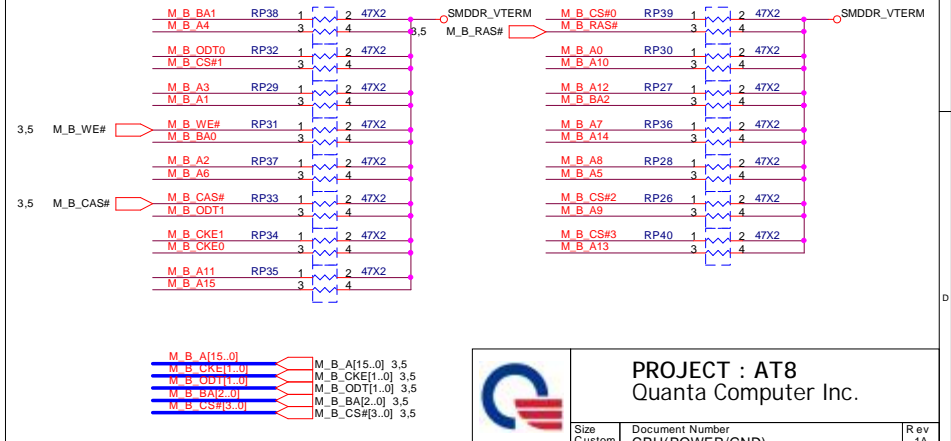 M_B_BA1 RP38 1 2 47X2 SMDDR_VTERM
M_B_A4 3 4
M_B_ODT0 RP32 1 2 47X2
M_B_CS#1 3 4
M_B_A3 RP29 1 2 47X2
M_B_A1 3 4
3,5 M_B_WE# M_B_WE# RP31 1 2 47X2
M_B_BA0 3 4
M_B_A2 RP37 1 2 47X2
M_B_A6 3 4
3,5 M_B_CAS# M_B_CAS# RP33 1 2 47X2
M_B_ODT1 3 4
M_B_CKE1 RP34 1 2 47X2
M_B_CKE0 3 4
M_B_A11 RP35 1 2 47X2
M_B_A15 3 4
M_B_CS#0 RP39 1 2 47X2 SMDDR_VTERM
3,5 M_B_RAS# M_B_RAS# 3 4
M_B_A0 RP30 1 2 47X2
M_B_A10 3 4
M_B_A12 RP27 1 2 47X2
M_B_BA2 3 4
M_B_A7 RP36 1 2 47X2
M_B_A14 3 4
M_B_A8 RP28 1 2 47X2
M_B_A5 3 4
M_B_CS#2 RP26 1 2 47X2
M_B_A9 3 4
M_B_CS#3 RP40 1 2 47X2
M_B_A13 3 4
D
M_B_A[15..0] M_B_A[15..0] 3,5
M_B_CKE[1..0] M_B_CKE[1..0] 3,5
M_B_ODT[1..0] M_B_ODT[1..0] 3,5
M_B_BA[2..0] M_B_BA[2..0] 3,5
M_B_CS#[3..0] M_B_CS#[3..0] 3,5
PROJECT : AT8
Quanta Computer Inc.
Size Document Number Rev
Custom CPU(POWER/GND) 1A